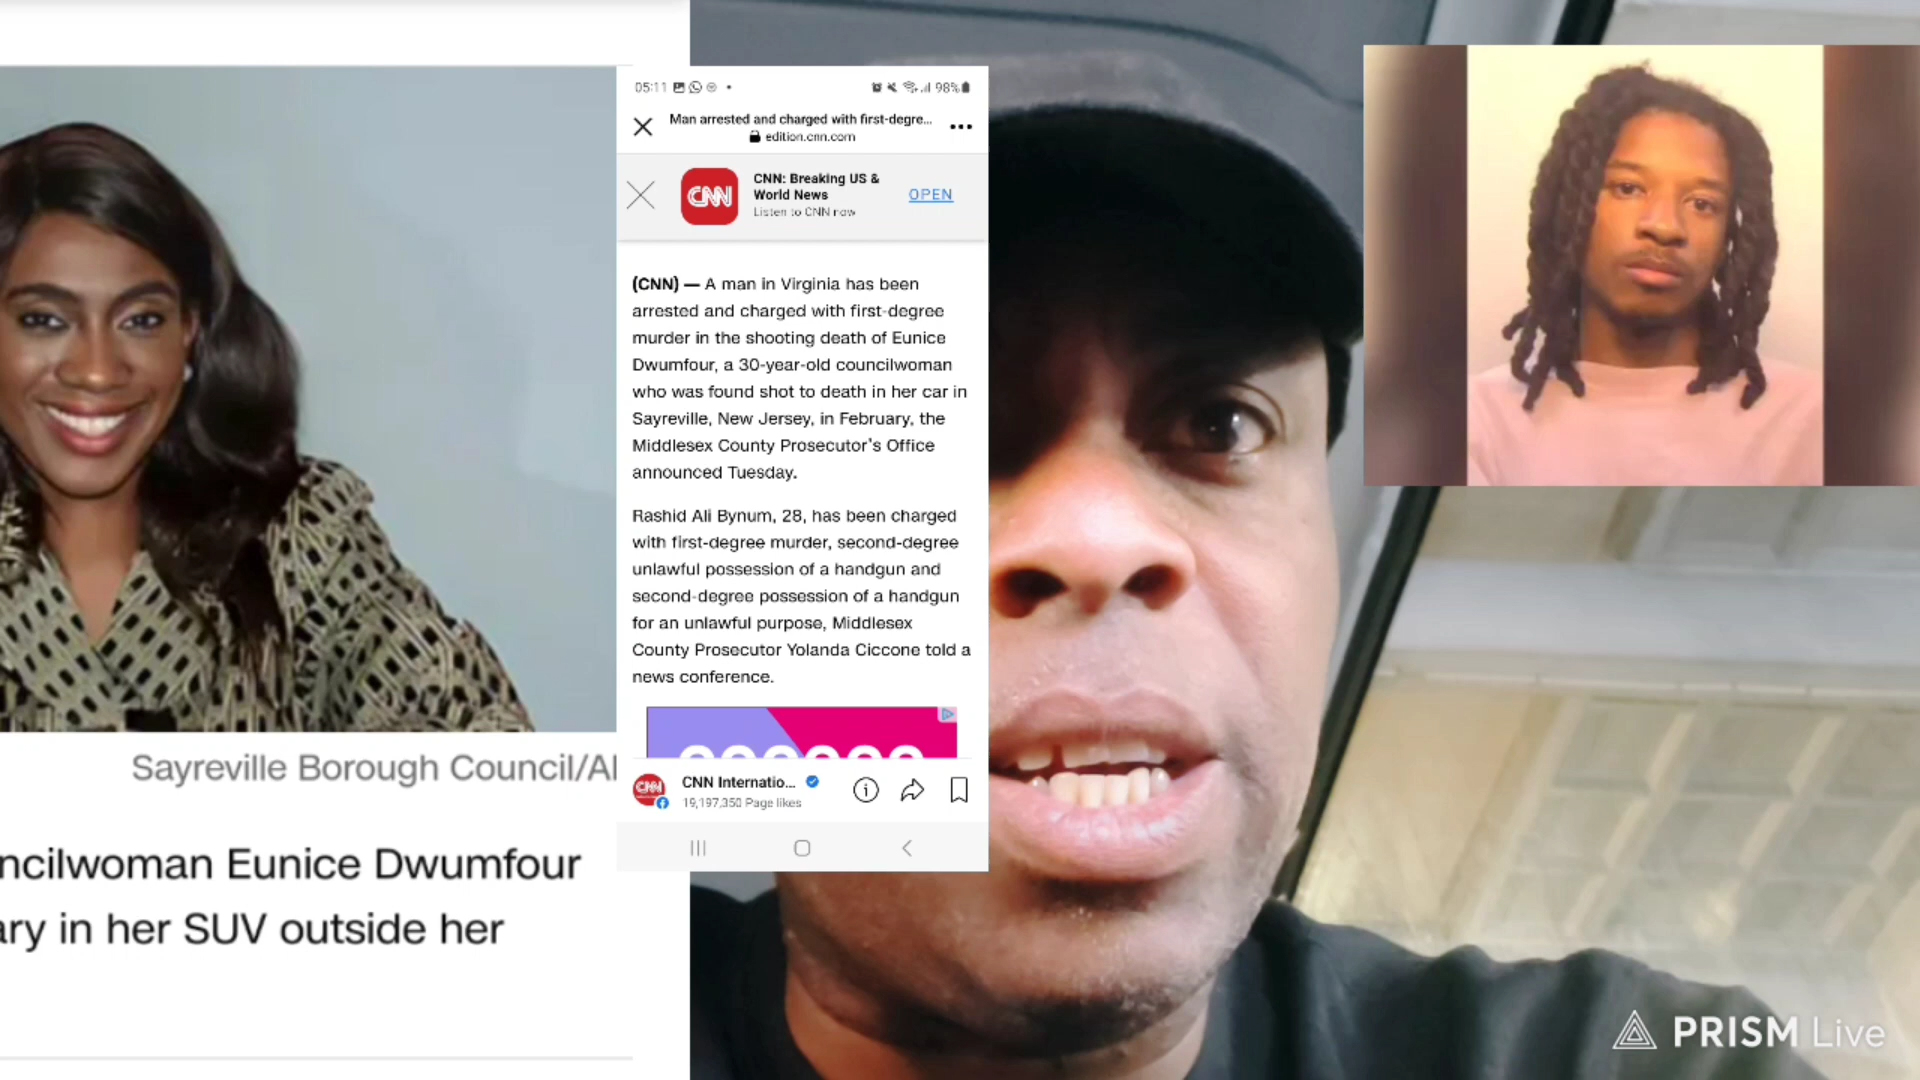 Sayreville Borough Council/Al
ncilwoman Eunice Dwumfour
ary in her SUV outside her
05:11
98%
Man arrested and charged with first-degre...
edition.cnn.com
CNN
CNN: Breaking US &
World News
Listen to CNN now
OPEN
(CNN) — A man in Virginia has been
arrested and charged with first-degree
murder in the shooting death of Eunice
Dwumfour, a 30-year-old councilwoman
who was found shot to death in her car in
Sayreville, New Jersey, in February, the
Middlesex County Prosecutor's Office
announced Tuesday.
Rashid Ali Bynum, 28, has been charged
with first-degree murder, second-degree
unlawful possession of a handgun and
second-degree possession of a handgun
for an unlawful purpose, Middlesex
County Prosecutor Yolanda Ciccone told a
news conference.
CNN
CNN Internatio...
19,197,350 Page likes
PRISM Live